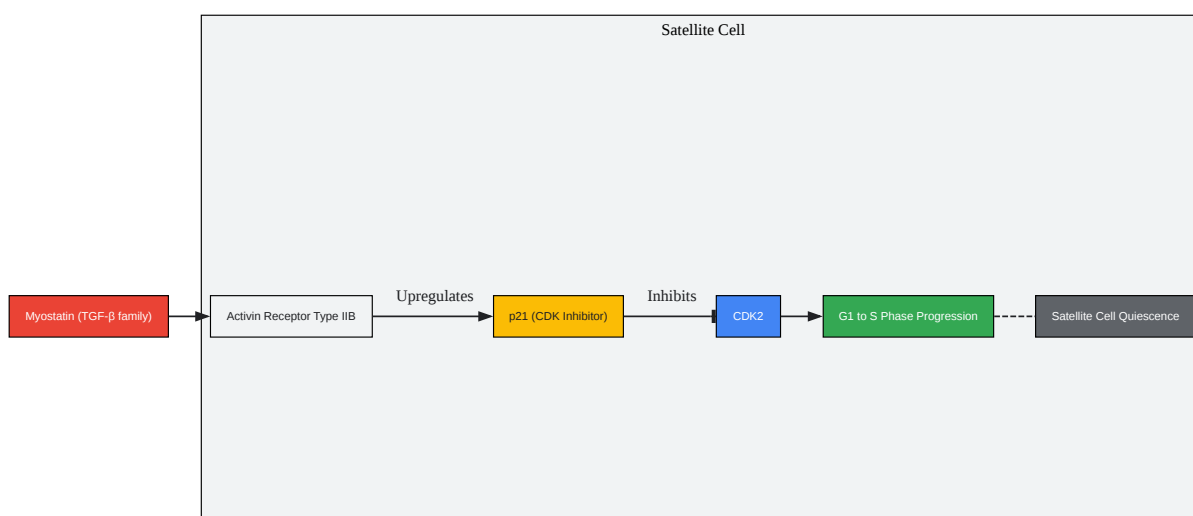 Satellite Cell
Upregulates
Inhibits
Myostatin (TGF-β family)
Activin Receptor Type IIB
p21 (CDK Inhibitor)
CDK2
G1 to S Phase Progression
Satellite Cell Quiescence